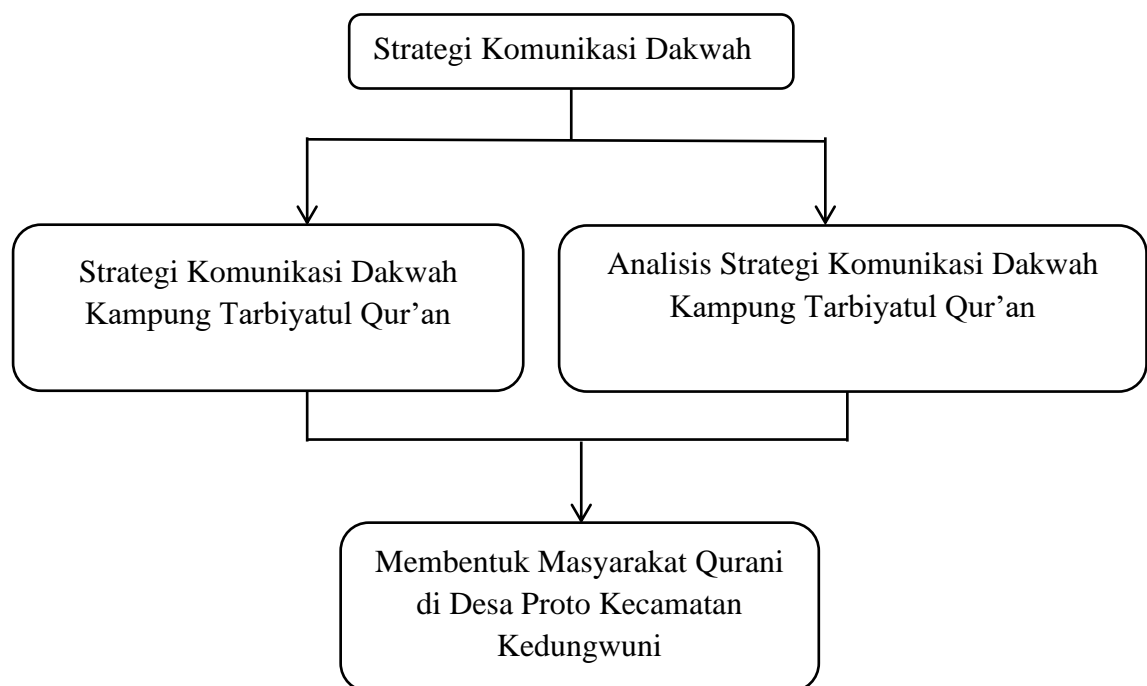 Strategi Komunikasi Dakwah
Strategi Komunikasi Dakwah
Kampung Tarbiyatul Qur’an
Analisis Strategi Komunikasi Dakwah
Kampung Tarbiyatul Qur’an
Membentuk Masyarakat Qurani
di Desa Proto Kecamatan
Kedungwuni